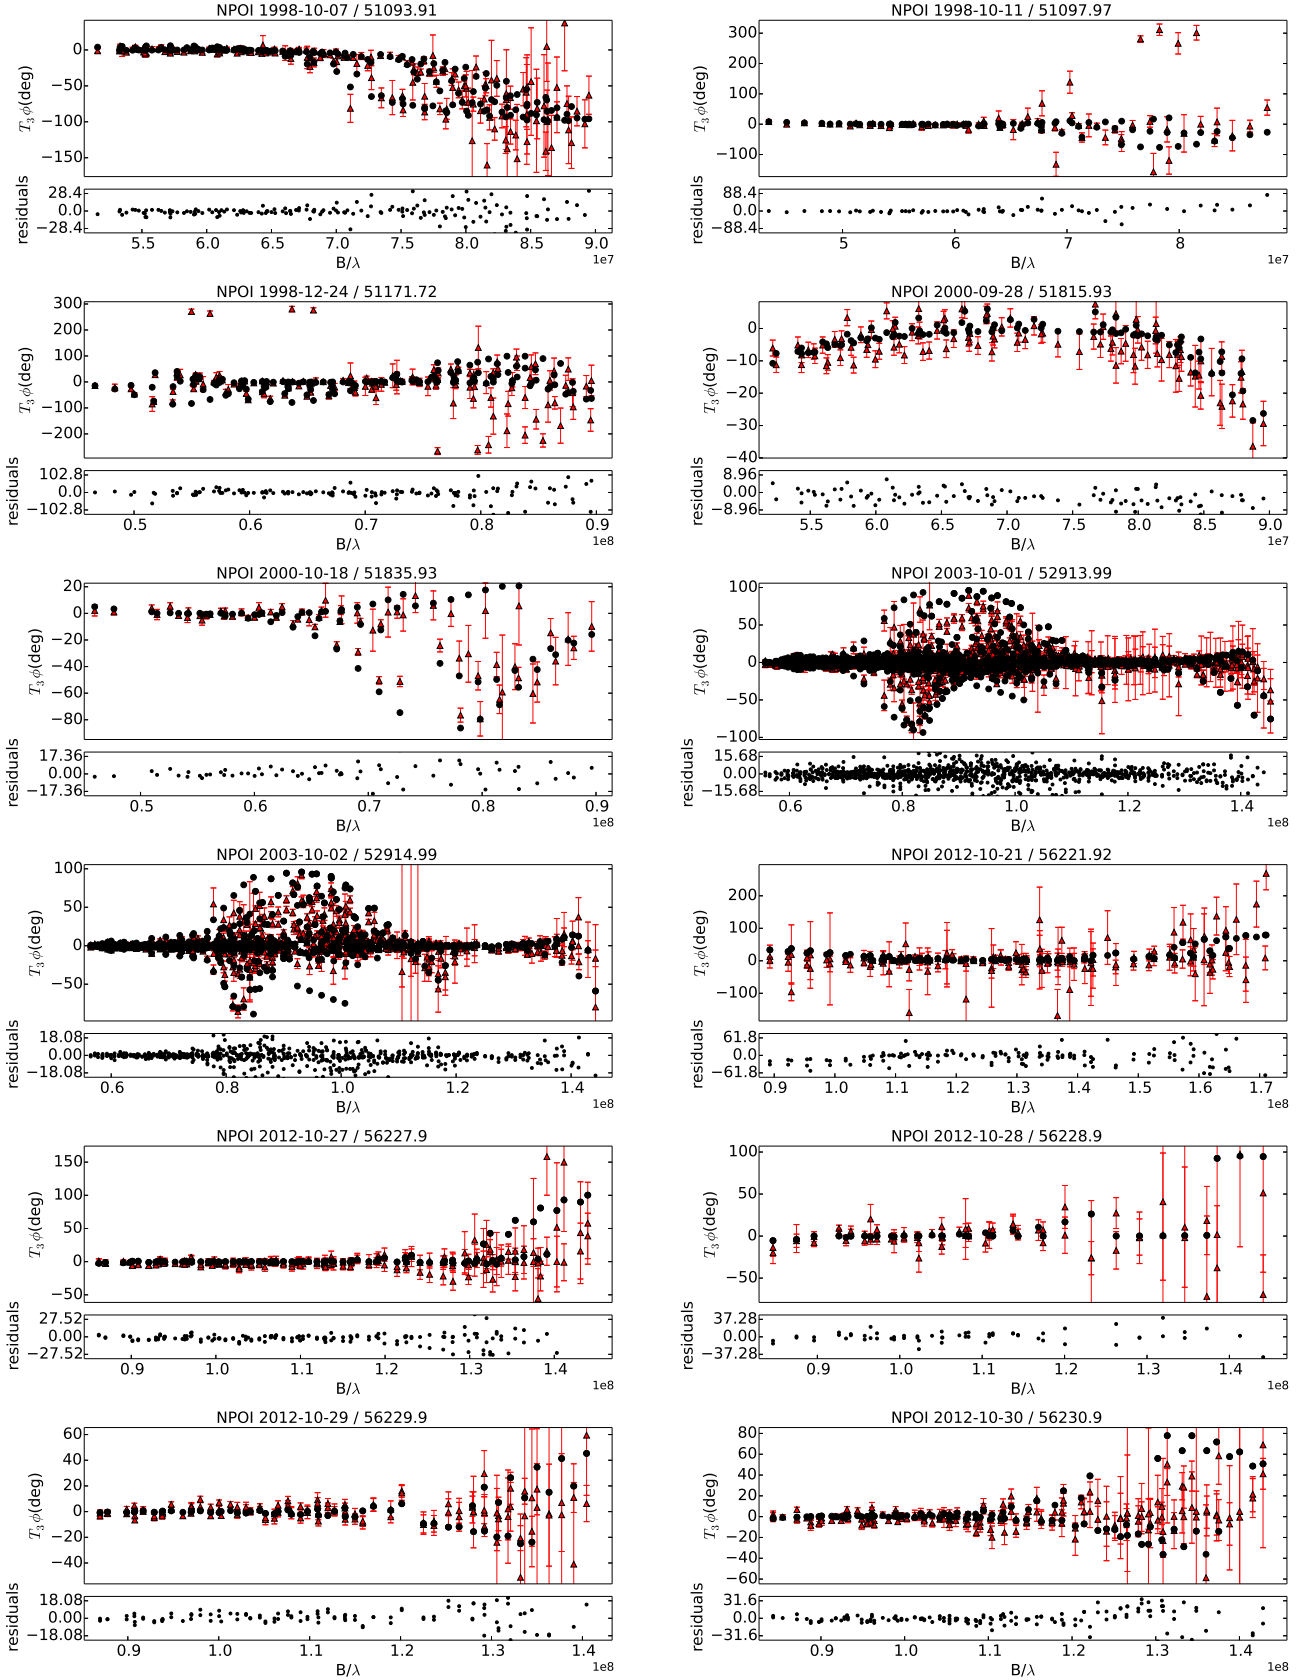 NPOI 1998-10-07 / 51093.91
T₃ϕ(deg)
0
−50
−100
−150
residuals
28.4
0.0
−28.4
5.5 6.0 6.5 7.0 7.5 8.0 8.5 9.0
1e7
B/λ
NPOI 1998-10-11 / 51097.97
T₃ϕ(deg)
300
200
100
0
−100
residuals
88.4
0.0
−88.4
5 6 7 8
1e7
B/λ
NPOI 1998-12-24 / 51171.72
T₃ϕ(deg)
300
200
100
0
−100
−200
residuals
102.8
0.0
−102.8
0.5 0.6 0.7 0.8 0.9
1e8
B/λ
NPOI 2000-09-28 / 51815.93
T₃ϕ(deg)
0
−10
−20
−30
−40
residuals
8.96
0.00
−8.96
5.5 6.0 6.5 7.0 7.5 8.0 8.5 9.0
1e7
B/λ
NPOI 2000-10-18 / 51835.93
T₃ϕ(deg)
20
0
−20
−40
−60
−80
residuals
17.36
0.00
−17.36
0.5 0.6 0.7 0.8 0.9
1e8
B/λ
NPOI 2003-10-01 / 52913.99
T₃ϕ(deg)
100
50
0
−50
−100
residuals
15.68
0.00
−15.68
0.6 0.8 1.0 1.2 1.4
1e8
B/λ
NPOI 2003-10-02 / 52914.99
T₃ϕ(deg)
100
50
0
−50
residuals
18.08
0.00
−18.08
0.6 0.8 1.0 1.2 1.4
1e8
B/λ
NPOI 2012-10-21 / 56221.92
T₃ϕ(deg)
200
100
0
−100
residuals
61.8
0.0
−61.8
0.9 1.0 1.1 1.2 1.3 1.4 1.5 1.6 1.7
1e8
B/λ
NPOI 2012-10-27 / 56227.9
T₃ϕ(deg)
150
100
50
0
−50
residuals
27.52
0.00
−27.52
0.9 1.0 1.1 1.2 1.3 1.4
1e8
B/λ
NPOI 2012-10-28 / 56228.9
T₃ϕ(deg)
100
50
0
−50
residuals
37.28
0.00
−37.28
0.9 1.0 1.1 1.2 1.3 1.4
1e8
B/λ
NPOI 2012-10-29 / 56229.9
T₃ϕ(deg)
60
40
20
0
−20
−40
residuals
18.08
0.00
−18.08
0.9 1.0 1.1 1.2 1.3 1.4
1e8
B/λ
NPOI 2012-10-30 / 56230.9
T₃ϕ(deg)
80
60
40
20
0
−20
−40
−60
residuals
31.6
0.0
−31.6
0.9 1.0 1.1 1.2 1.3 1.4
1e8
B/λ